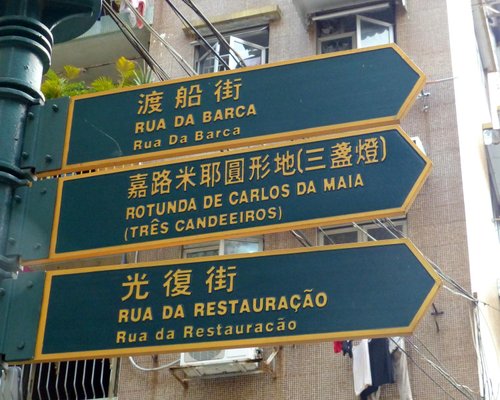 渡船街
RUA DA BARCA
Rua Da Barca
嘉路米耶圓形地(三盞燈)
ROTUNDA DE CARLOS DA MAIA
(TRÊS CANDEEIROS)
光復街
RUA DA RESTAURAÇÃO
Rua da Restauracão